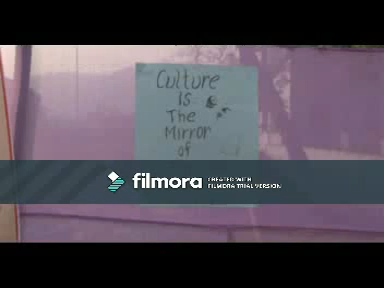 Culture
Is
The
Mirror
of
filmora
CREATED WITH
FILMORA TRIAL VERSION